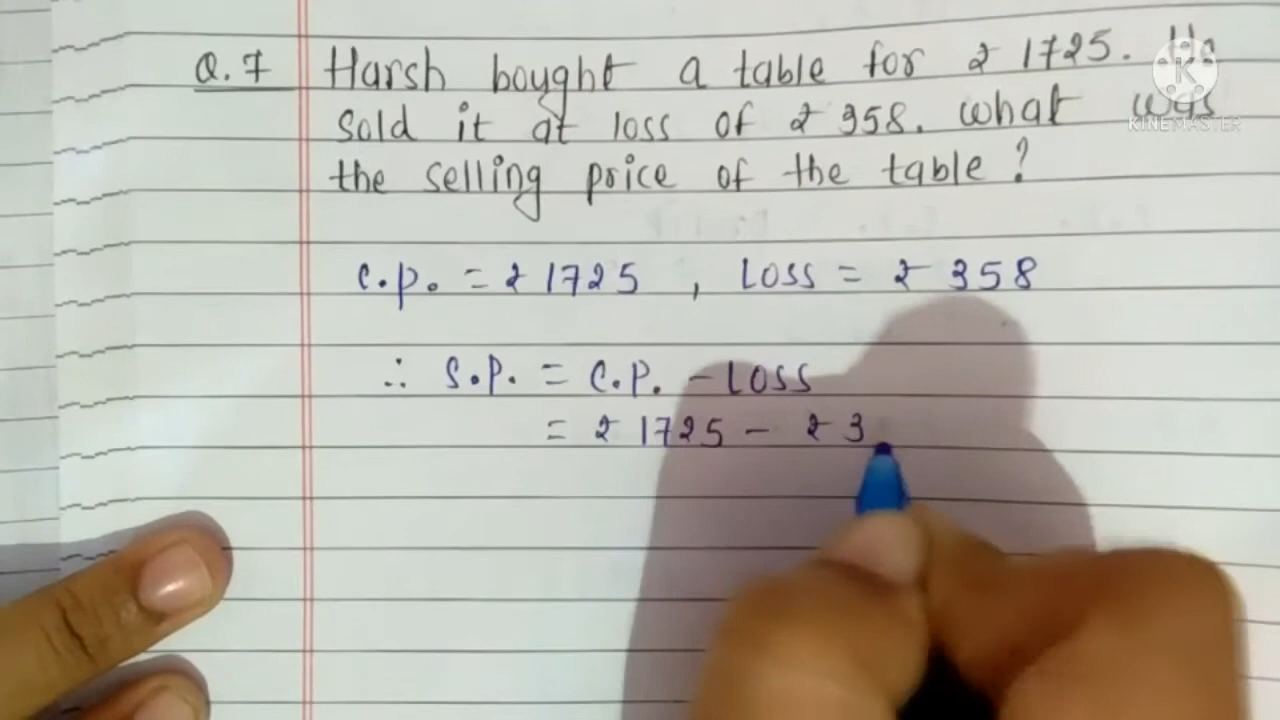 Q.7 Harsh bought a table for ₹ 1725. He
sold it at loss of ₹ 358. What was
the selling price of the table?
C.P. = ₹ 1725 , Loss = ₹ 358
∴ S.P. = C.P. - Loss
= ₹ 1725 - ₹ 3
K
KINEMASTER